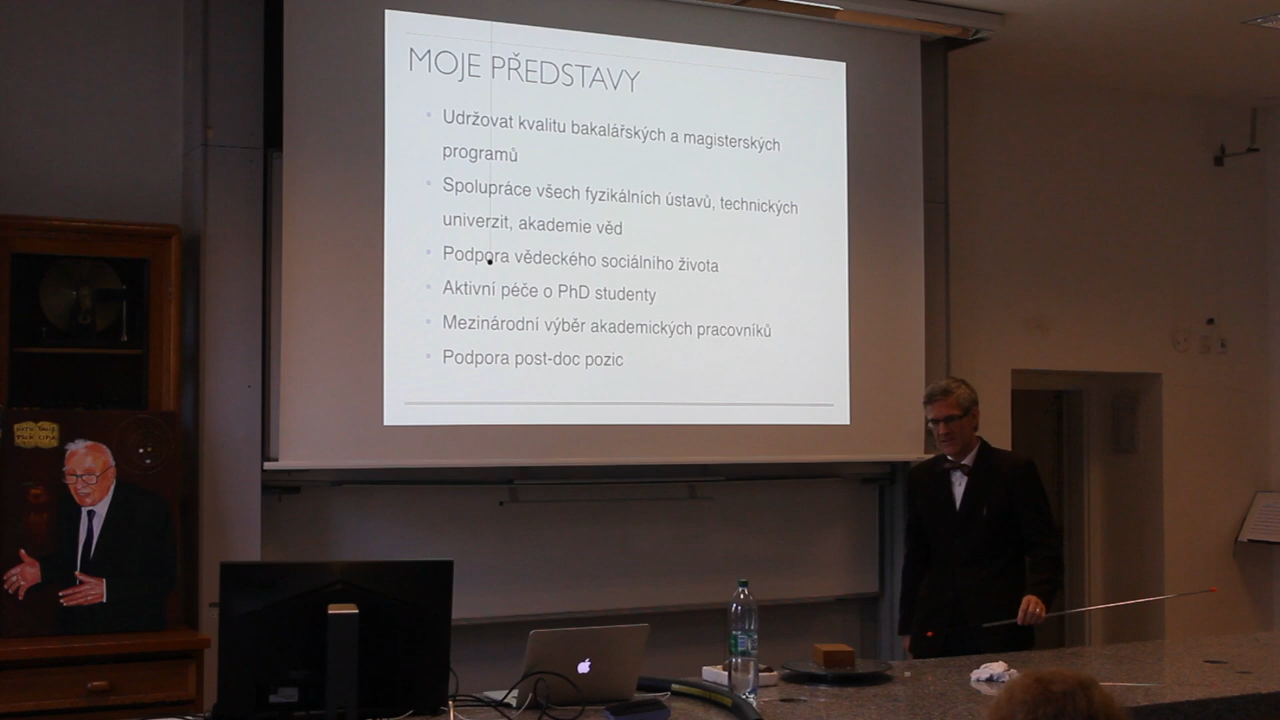 MOJE PŘEDSTAVY
Udržovat kvalitu bakalářských a magisterských
programů
Spolupráce všech fyzikálních ústavů, technických
univerzit, akademie věd
Podpora vědeckého sociálního života
Aktivní péče o PhD studenty
Mezinárodní výběr akademických pracovníků
Podpora post-doc pozic